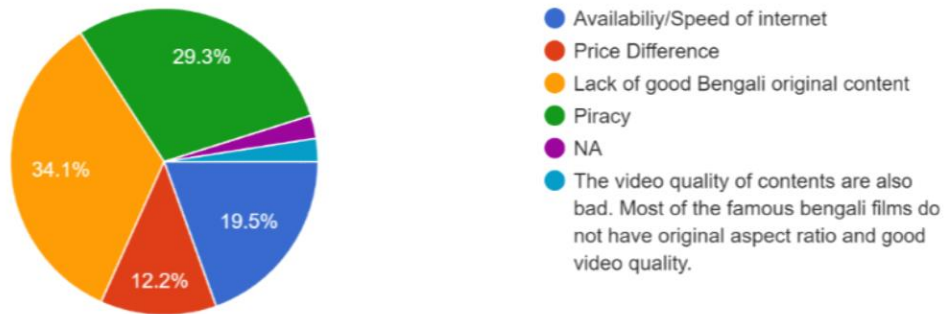 29.3%
34.1%
19.5%
12.2%
Availabiliy/Speed of internet
Price Difference
Lack of good Bengali original content
Piracy
NA
The video quality of contents are also
bad. Most of the famous bengali films do
not have original aspect ratio and good
video quality.